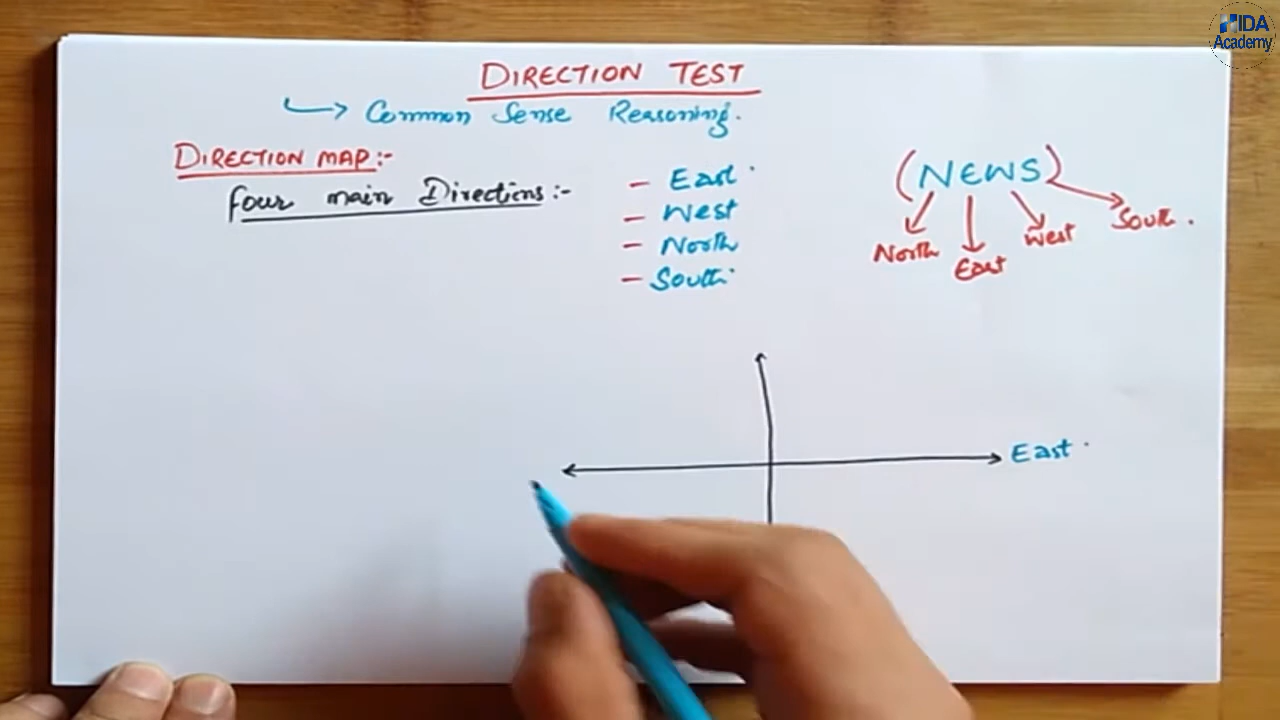 HIDA
Academy
DIRECTION TEST
Common Sense Reasoning.
DIRECTION MAP:-
four main Directions:-
- East
- West
- North
- South
(NEWS)
North
East
West
South.
East